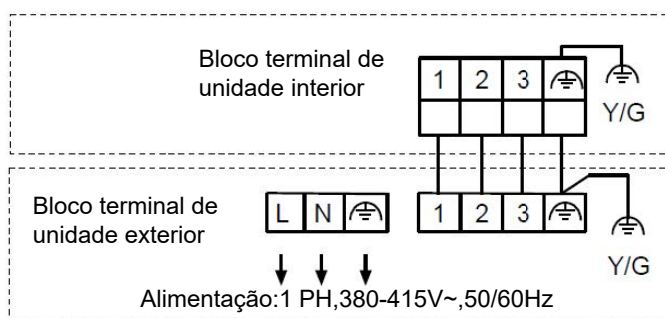 Bloco terminal de
unidade interior
1 2 3
Y/G
Bloco terminal de
unidade exterior
L N
1 2 3
Y/G
Alimentação:1 PH,380-415V~,50/60Hz